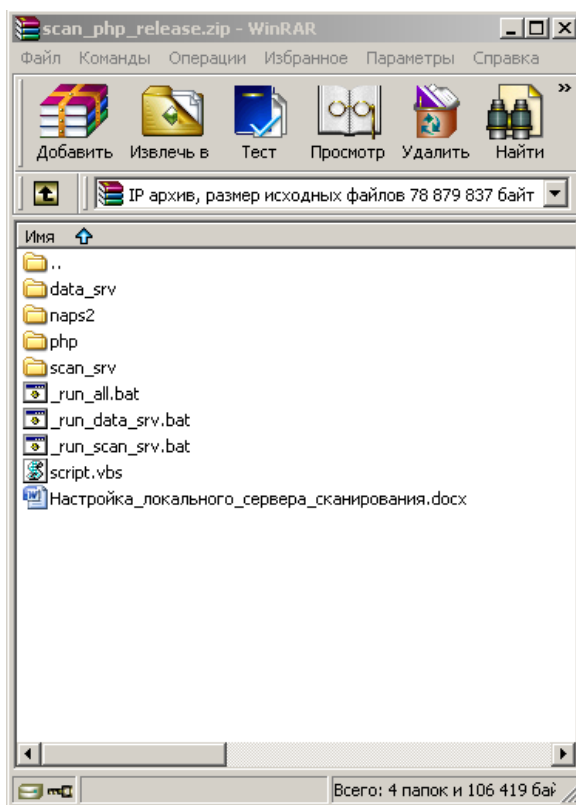 scan_php_release.zip - WinRAR
Файл Команды Операции Избранное Параметры Справка
Добавить Извлечь в Тест Просмотр Удалить Найти »
IP архив, размер исходных файлов 78 879 837 байт
Имя
..
data_srv
naps2
php
scan_srv
_run_all.bat
_run_data_srv.bat
_run_scan_srv.bat
script.vbs
Настройка_локального_сервера_сканирования.docx
Всего: 4 папок и 106 419 бай